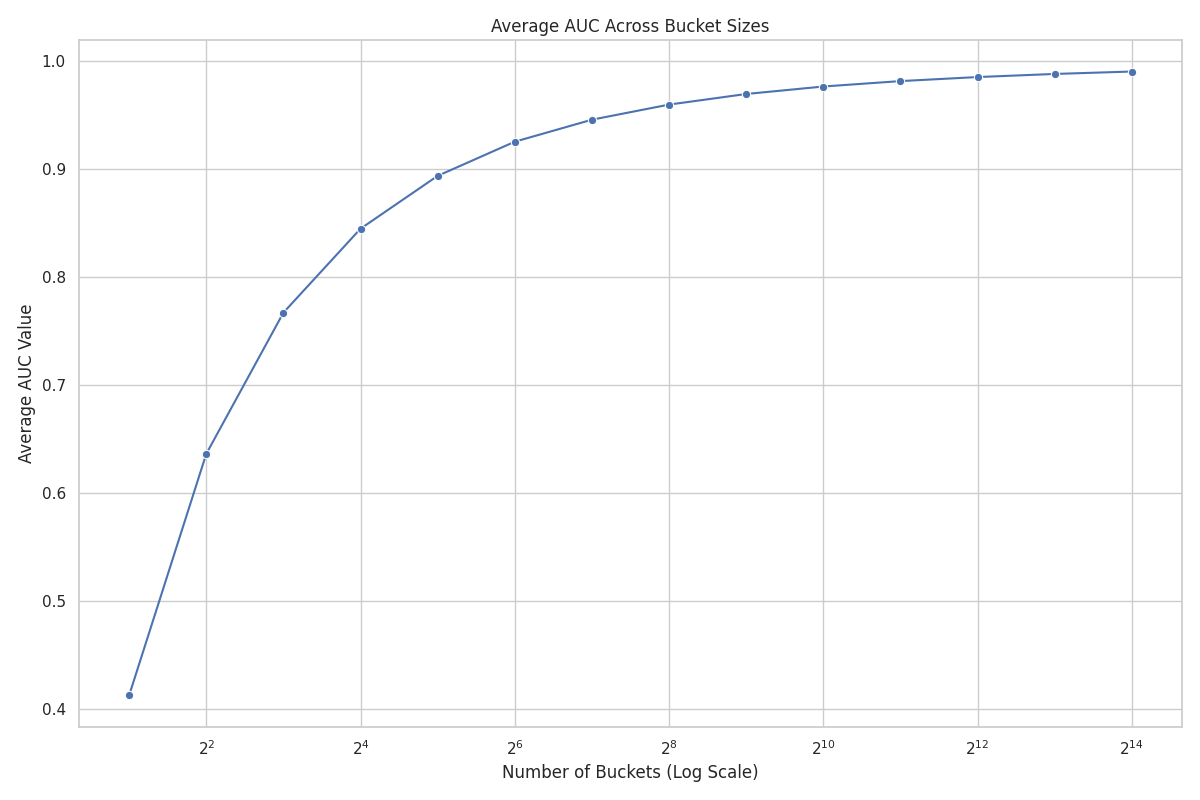 Average AUC Across Bucket Sizes
Average AUC Value
1.0
0.9
0.8
0.7
0.6
0.5
0.4
2² 2⁴ 2⁶ 2⁸ 2¹⁰ 2¹² 2¹⁴
Number of Buckets (Log Scale)